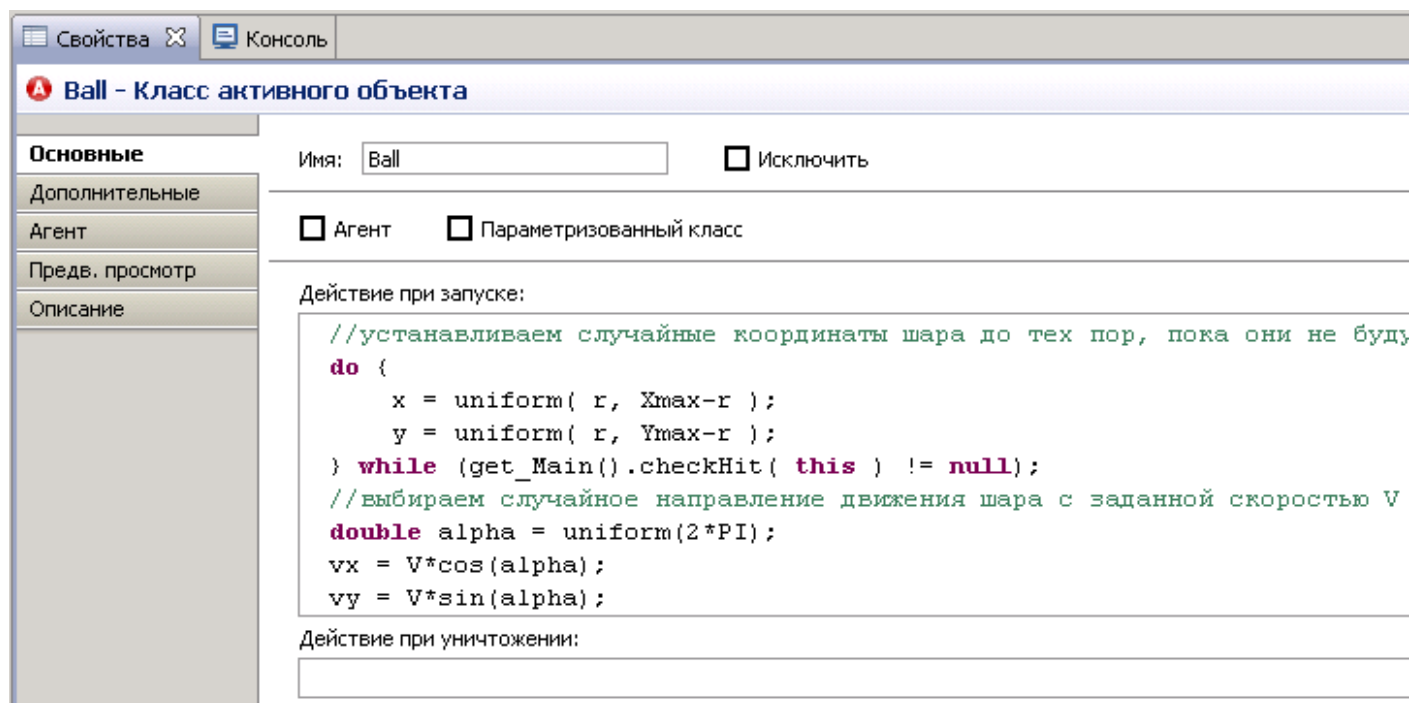 Свойства Консоль
Ball - Класс активного объекта
Основные
Дополнительные
Агент
Предв. просмотр
Описание
Имя: Ball Исключить
Агент Параметризованный класс
Действие при запуске:
//устанавливаем случайные координаты шара до тех пор, пока они не буду
do {
x = uniform( r, Xmax-r );
y = uniform( r, Ymax-r );
} while (get_Main().checkHit( this ) != null);
//выбираем случайное направление движения шара с заданной скоростью V
double alpha = uniform(2*PI);
vx = V*cos(alpha);
vy = V*sin(alpha);
Действие при уничтожении: